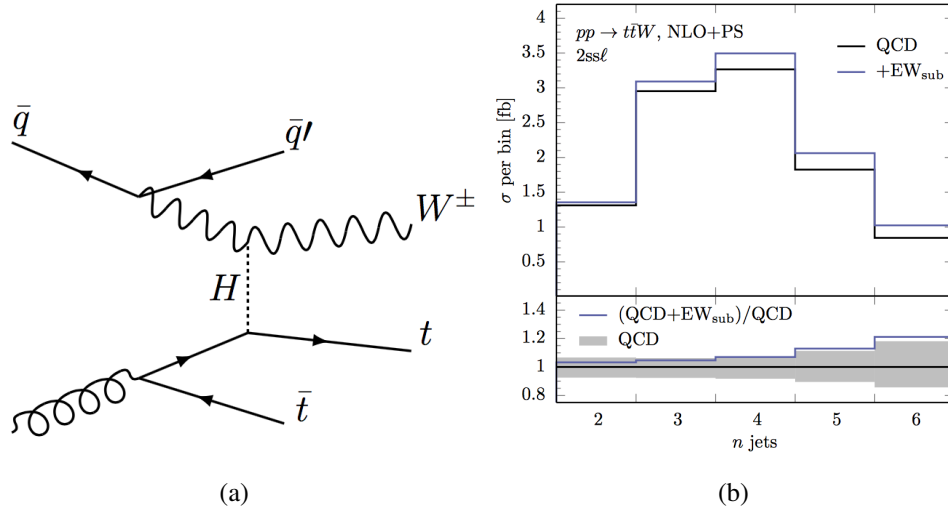 q̄
q̄′
W±
H
t
t̄
(a)
pp → tt̄W, NLO+PS
2ssℓ
QCD
+EWsub
σ per bin [fb]
4
3.5
3
2.5
2
1.5
1
0.5
(QCD+EWsub)/QCD
QCD
1.4
1.2
1
0.8
2 3 4 5 6
n jets
(b)